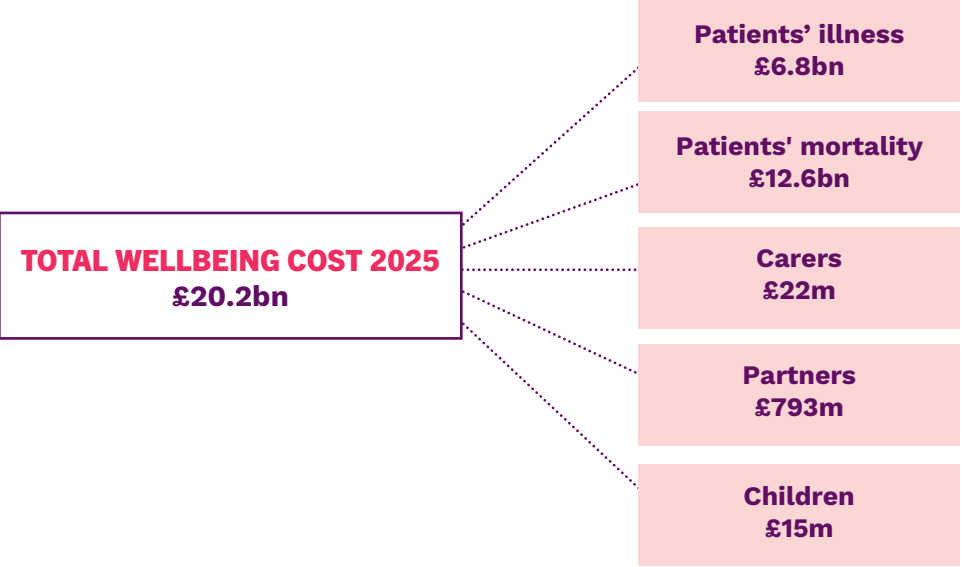 Patients’ illness
£6.8bn
Patients' mortality
£12.6bn
TOTAL WELLBEING COST 2025
£20.2bn
Carers
£22m
Partners
£793m
Children
£15m